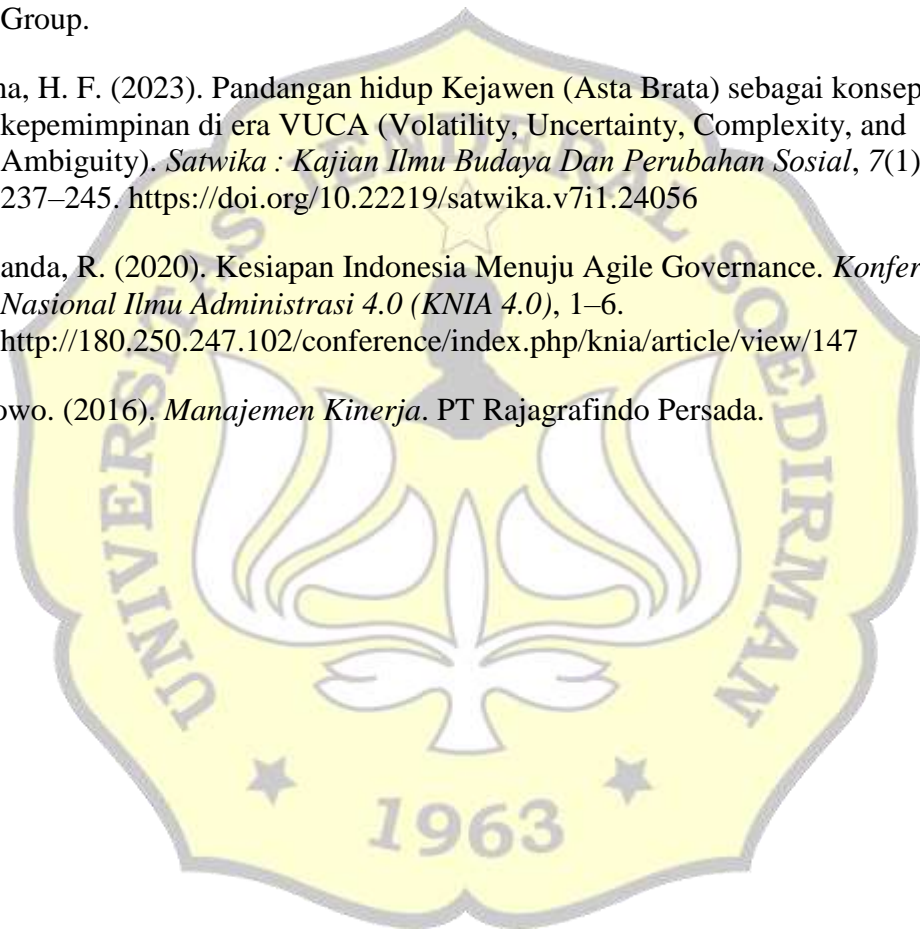 Group.
na, H. F. (2023). Pandangan hidup Kejawen (Asta Brata) sebagai konsep
kepemimpinan di era VUCA (Volatility, Uncertainty, Complexity, and
Ambiguity). Satwika : Kajian Ilmu Budaya Dan Perubahan Sosial, 7(1)
237–245. https://doi.org/10.22219/satwika.v7i1.24056
anda, R. (2020). Kesiapan Indonesia Menuju Agile Governance. Konfer
Nasional Ilmu Administrasi 4.0 (KNIA 4.0), 1–6.
http://180.250.247.102/conference/index.php/knia/article/view/147
owo. (2016). Manajemen Kinerja. PT Rajagrafindo Persada.
UNIVERSITAS JENDERAL SOEDIRMAN
1963